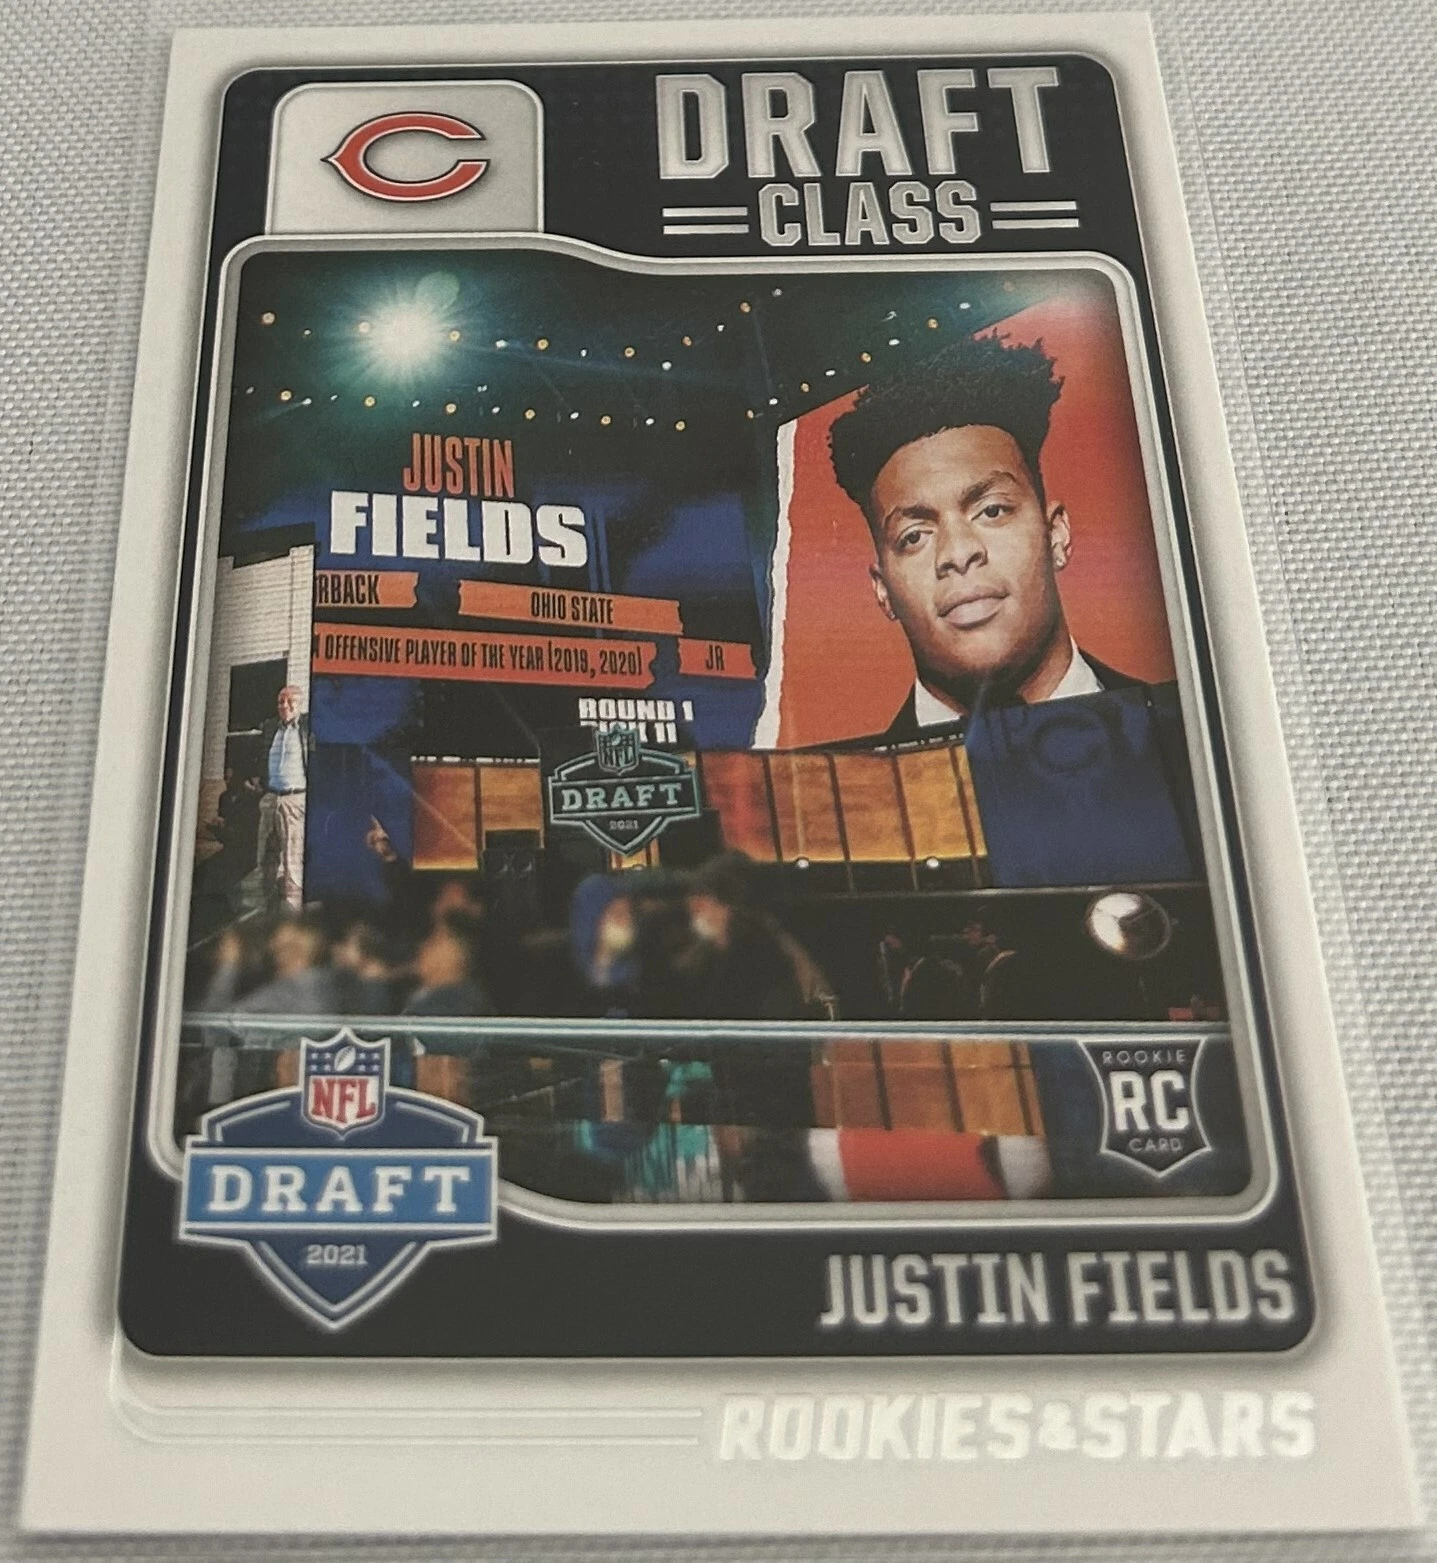 DRAFT
CLASS
JUSTIN
FIELDS
RBACK
OHIO STATE
OFFENSIVE PLAYER OF THE YEAR (2019, 2020)
JR
ROUND 1
NFL
DRAFT
2021
NFL
DRAFT
2021
ROOKIE
RC
CARD
JUSTIN FIELDS
ROOKIES & STARS